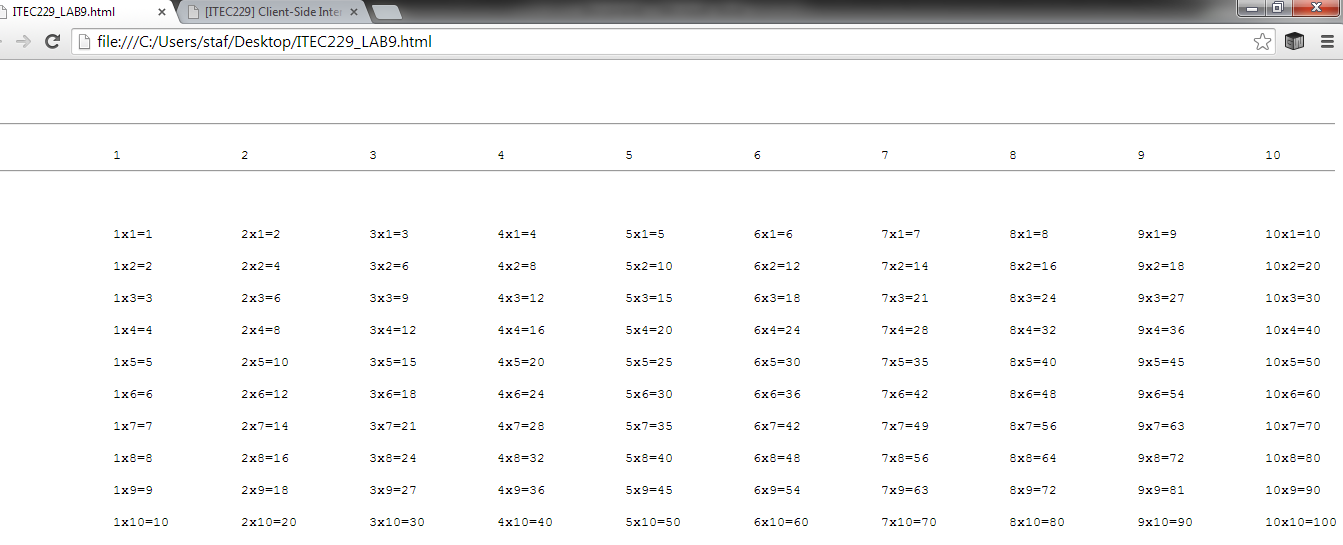 ITEC229_LAB9.html [ITEC229] Client-Side Inter
file:///C:/Users/staf/Desktop/ITEC229_LAB9.html
1 2 3 4 5 6 7 8 9 10
1x1=1 2x1=2 3x1=3 4x1=4 5x1=5 6x1=6 7x1=7 8x1=8 9x1=9 10x1=10
1x2=2 2x2=4 3x2=6 4x2=8 5x2=10 6x2=12 7x2=14 8x2=16 9x2=18 10x2=20
1x3=3 2x3=6 3x3=9 4x3=12 5x3=15 6x3=18 7x3=21 8x3=24 9x3=27 10x3=30
1x4=4 2x4=8 3x4=12 4x4=16 5x4=20 6x4=24 7x4=28 8x4=32 9x4=36 10x4=40
1x5=5 2x5=10 3x5=15 4x5=20 5x5=25 6x5=30 7x5=35 8x5=40 9x5=45 10x5=50
1x6=6 2x6=12 3x6=18 4x6=24 5x6=30 6x6=36 7x6=42 8x6=48 9x6=54 10x6=60
1x7=7 2x7=14 3x7=21 4x7=28 5x7=35 6x7=42 7x7=49 8x7=56 9x7=63 10x7=70
1x8=8 2x8=16 3x8=24 4x8=32 5x8=40 6x8=48 7x8=56 8x8=64 9x8=72 10x8=80
1x9=9 2x9=18 3x9=27 4x9=36 5x9=45 6x9=54 7x9=63 8x9=72 9x9=81 10x9=90
1x10=10 2x10=20 3x10=30 4x10=40 5x10=50 6x10=60 7x10=70 8x10=80 9x10=90 10x10=100